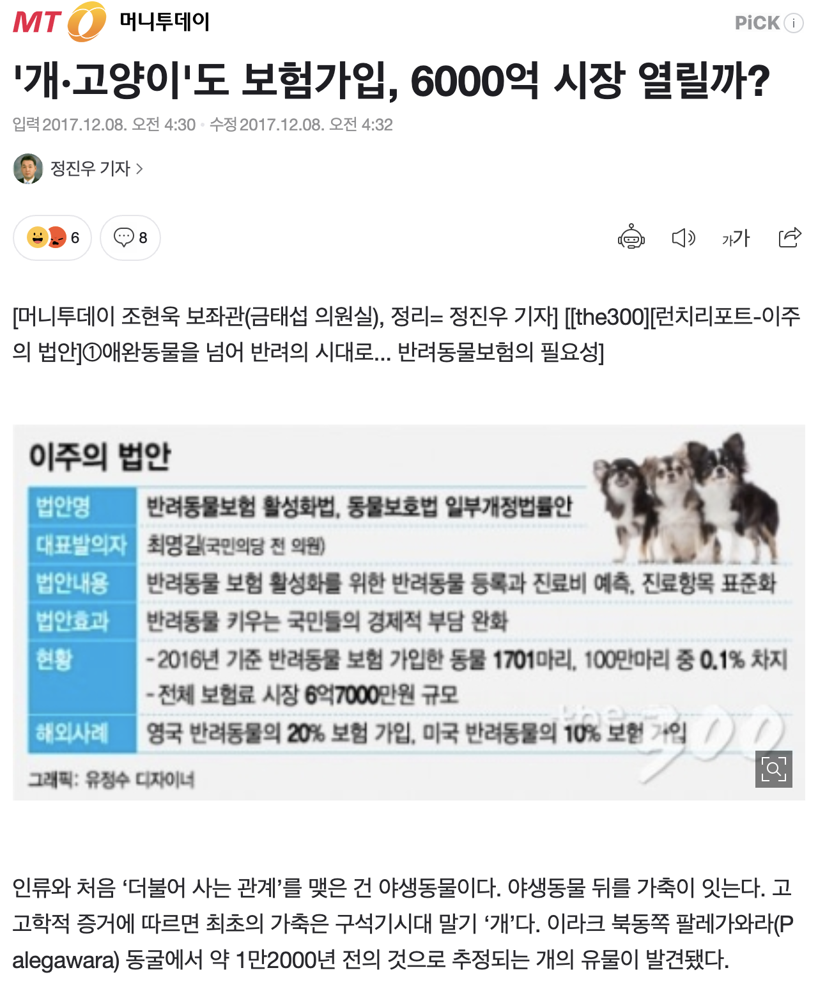 MT 머니투데이
PiCK i
'개·고양이'도 보험가입, 6000억 시장 열릴까?
입력 2017.12.08. 오전 4:30 · 수정 2017.12.08. 오전 4:32
정진우 기자 >
6 8
가가
[머니투데이 조현욱 보좌관(금태섭 의원실), 정리= 정진우 기자] [[the300][런치리포트-이주
의 법안]①애완동물을 넘어 반려의 시대로... 반려동물보험의 필요성]
이주의 법안
법안명 반려동물보험 활성화법, 동물보호법 일부개정법률안
대표발의자 최명길(국민의당 전 의원)
법안내용 반려동물 보험 활성화를 위한 반려동물 등록과 진료비 예측, 진료항목 표준화
법안효과 반려동물 키우는 국민들의 경제적 부담 완화
현황 -2016년 기준 반려동물 보험 가입한 동물 1701마리, 100만마리 중 0.1% 차지
-전체 보험료 시장 6억7000만원 규모
해외사례 영국 반려동물의 20% 보험 가입, 미국 반려동물의 10% 보험 가입
the 300
그래픽: 유정수 디자이너
인류와 처음 ‘더불어 사는 관계’를 맺은 건 야생동물이다. 야생동물 뒤를 가축이 잇는다. 고
고학적 증거에 따르면 최초의 가축은 구석기시대 말기 ‘개’다. 이라크 북동쪽 팔레가와라(P
alegawara) 동굴에서 약 1만2000년 전의 것으로 추정되는 개의 유물이 발견됐다.